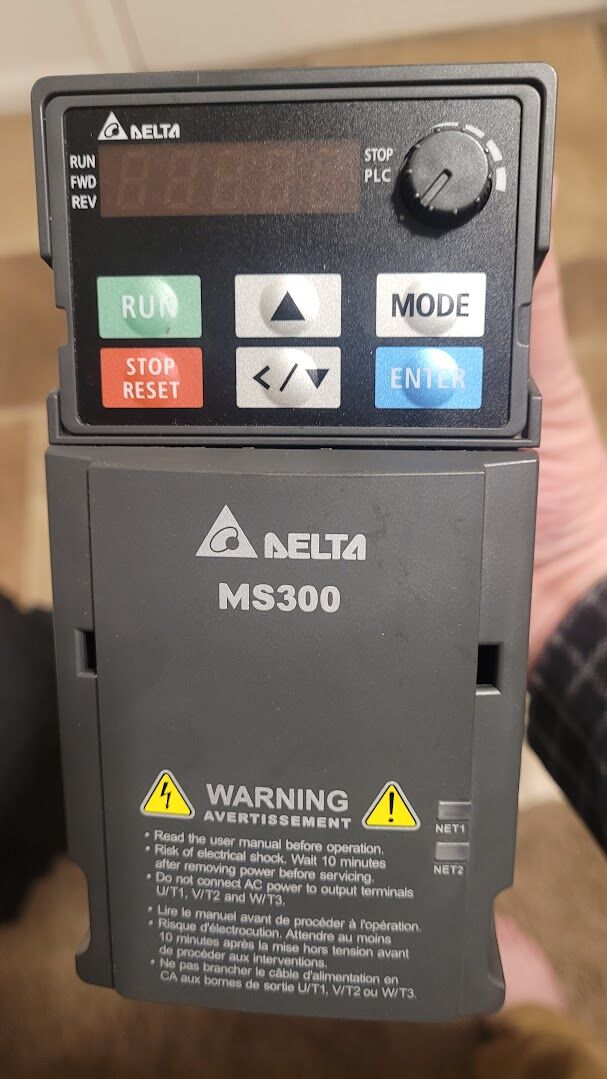 DELTA
RUN
FWD
REV
STOP
PLC
RUN
▲
MODE
STOP
RESET
</▼
ENTER
DELTA
MS300
WARNING
AVERTISSEMENT
• Read the user manual before operation.
• Risk of electrical shock. Wait 10 minutes
after removing power before servicing.
• Do not connect AC power to output terminals
U/T1, V/T2 and W/T3.
• Lire le manuel avant de procéder à l'opération.
• Risque d'électrocution. Attendre au moins
10 minutes après la mise hors tension avant
de procéder aux interventions.
• Ne pas brancher le câble d'alimentation en
CA aux bornes de sortie U/T1, V/T2 ou W/T3.
NET1
NET2